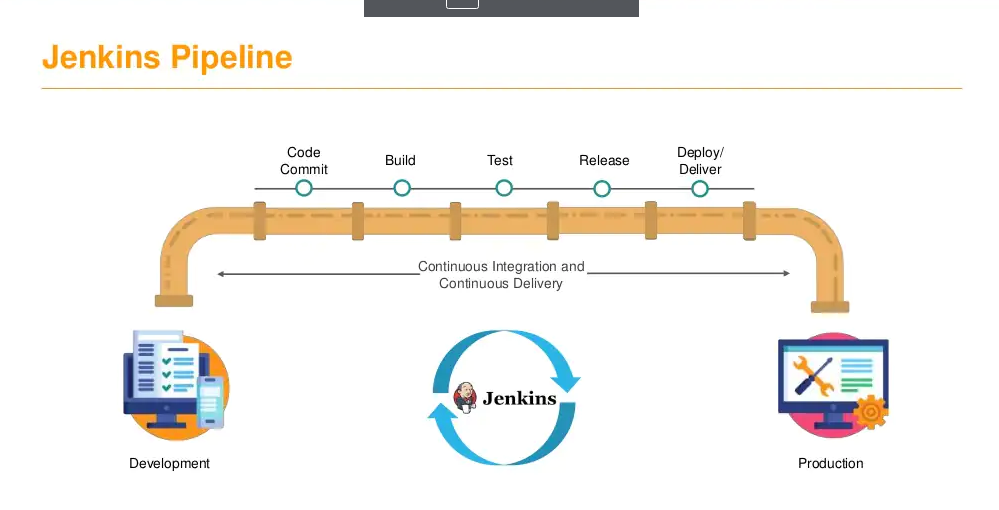 Jenkins Pipeline
Code
Commit
Build
Test
Release
Deploy/
Deliver
Continuous Integration and
Continuous Delivery
Jenkins
Development
Production